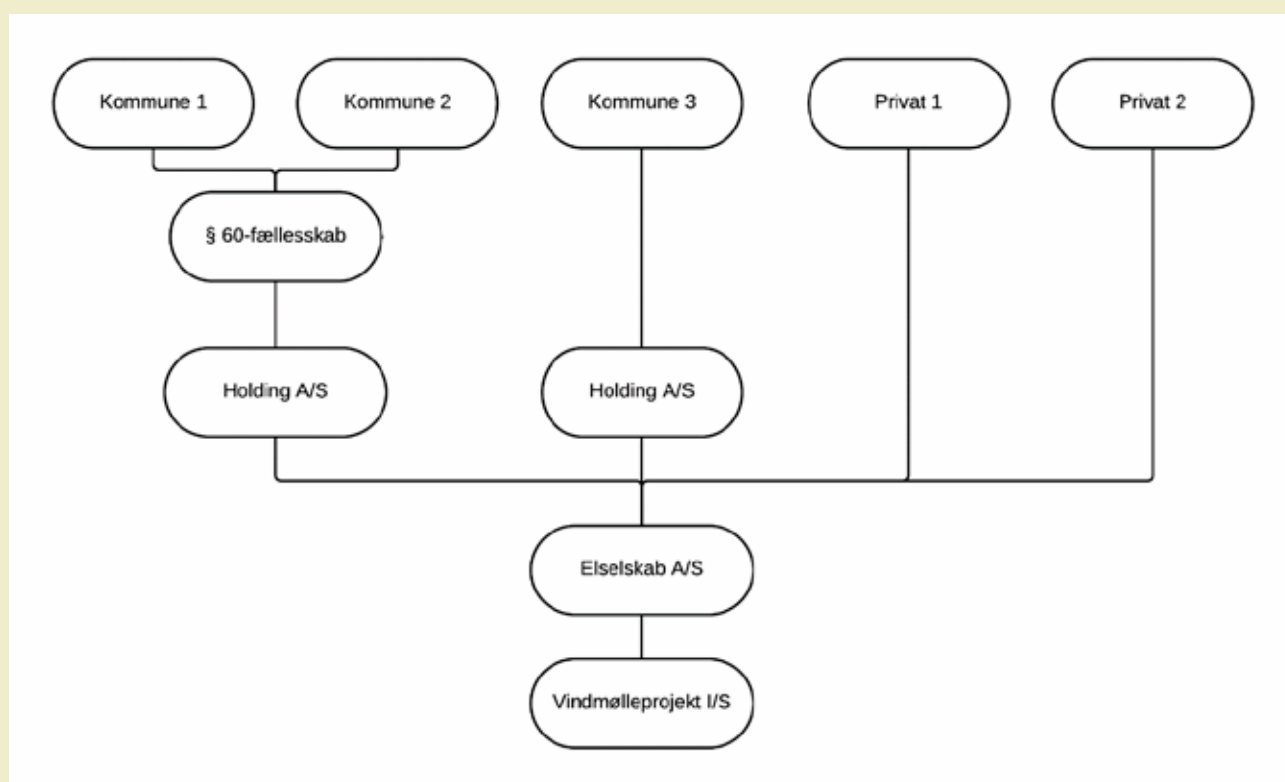 Kommune 1
Kommune 2
Kommune 3
Privat 1
Privat 2
§ 60-fællesskab
Holding A/S
Holding A/S
Elselskab A/S
Vindmølleprojekt I/S